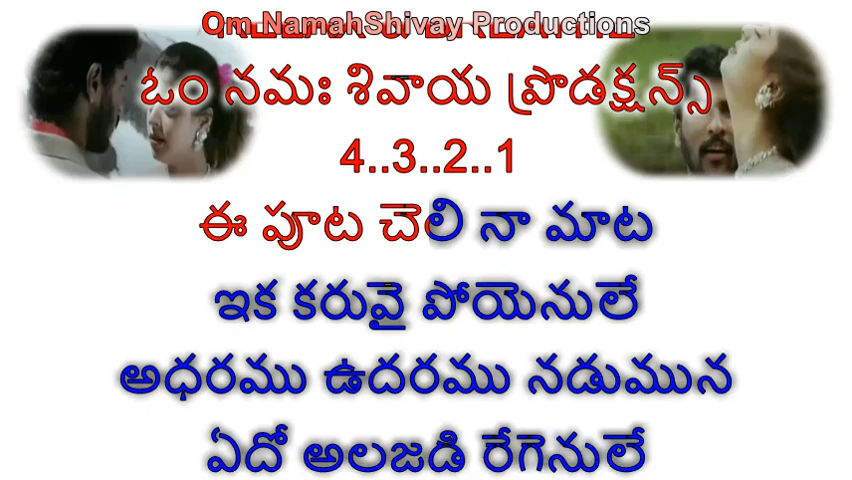 Om NamahShivay Productions
ఓం నమః శివాయ ప్రొడక్షన్స్
4..3..2..1
ఈ పూట చెలి నా మాట
ఇక కరువై పోయెనులే
అధరము ఉదరము నడుమున
ఏదో అలజడి రేగెనులే